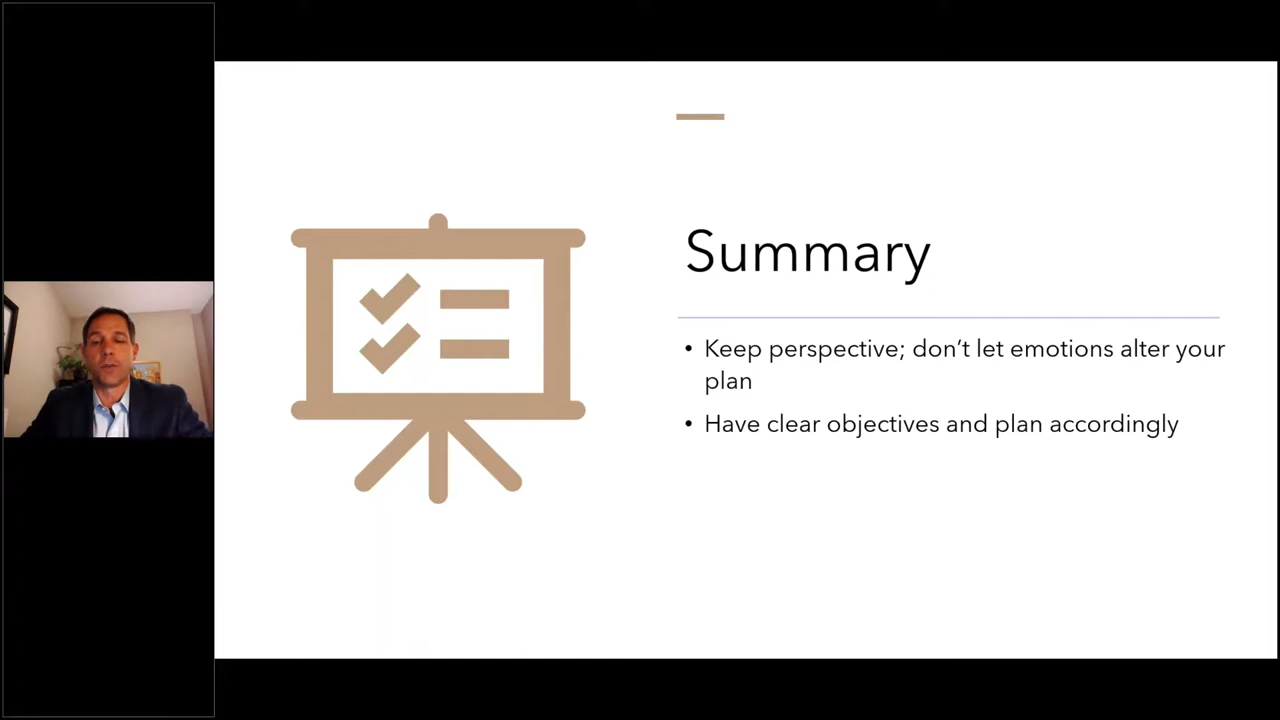 Summary
• Keep perspective; don’t let emotions alter your
plan
• Have clear objectives and plan accordingly